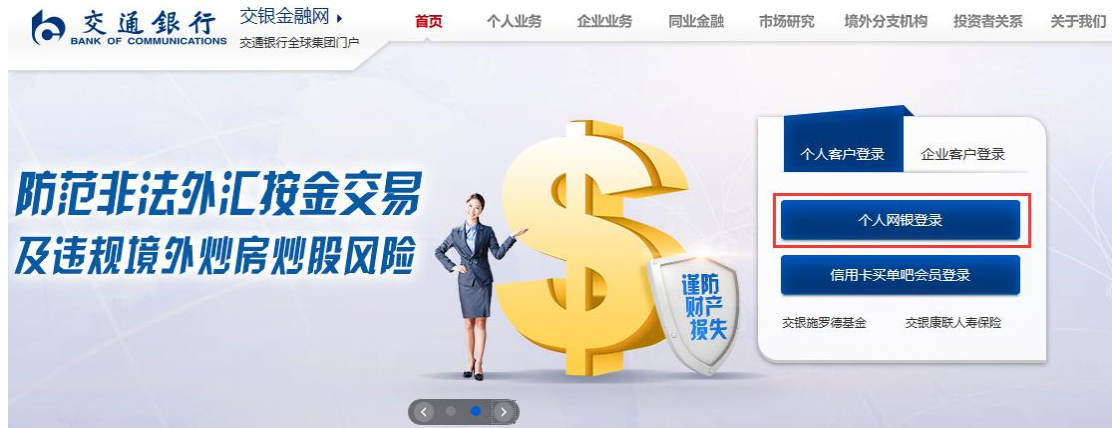 交通銀行
BANK OF COMMUNICATIONS
交银金融网
交通银行全球集团门户
首页 个人业务 企业业务 同业金融 市场研究 境外分支机构 投资者关系 关于我们
防范非法外汇按金交易
及违规境外炒房炒股风险
谨防
财产
损失
个人客户登录 企业客户登录
个人网银登录
信用卡买单吧会员登录
交银施罗德基金 交银康联人寿保险